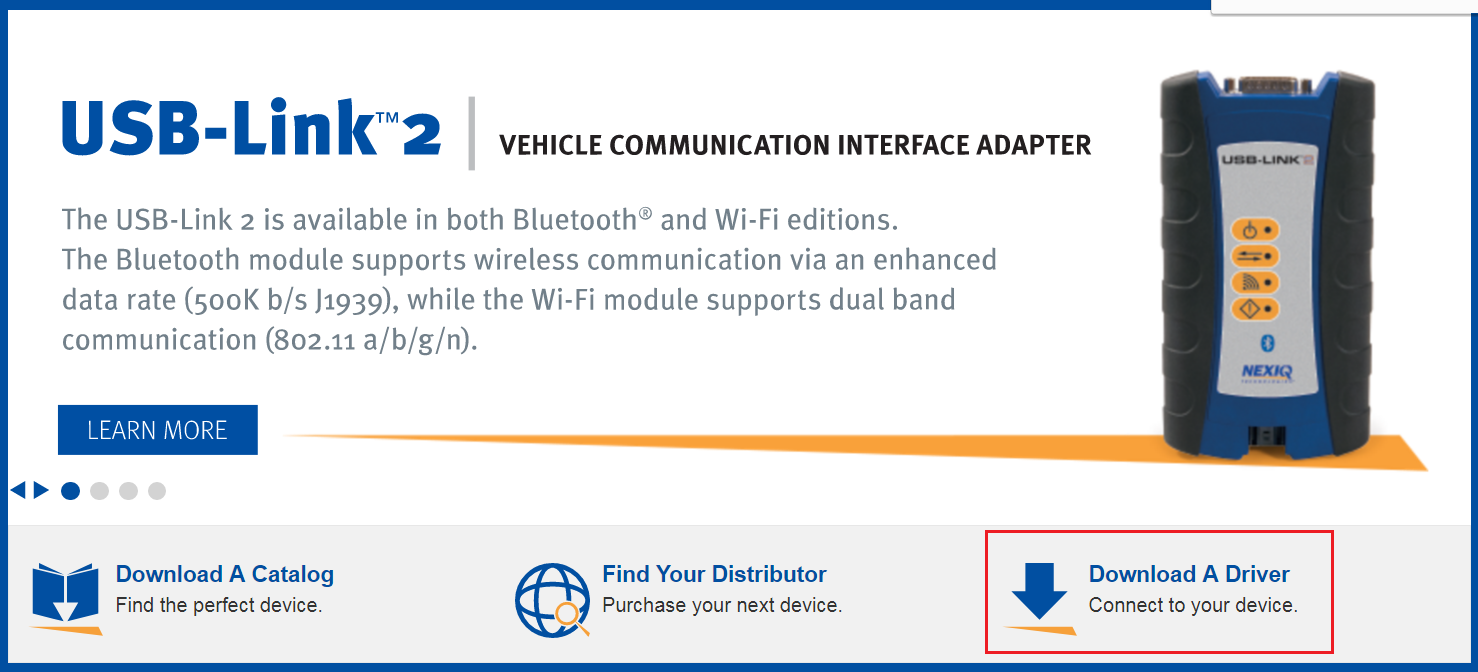 USB-Link™2
VEHICLE COMMUNICATION INTERFACE ADAPTER
The USB-Link 2 is available in both Bluetooth® and Wi-Fi editions.
The Bluetooth module supports wireless communication via an enhanced
data rate (500K b/s J1939), while the Wi-Fi module supports dual band
communication (802.11 a/b/g/n).
LEARN MORE
USB-LINK™2
NEXIQ
TECHNOLOGIES
Download A Catalog
Find the perfect device.
Find Your Distributor
Purchase your next device.
Download A Driver
Connect to your device.